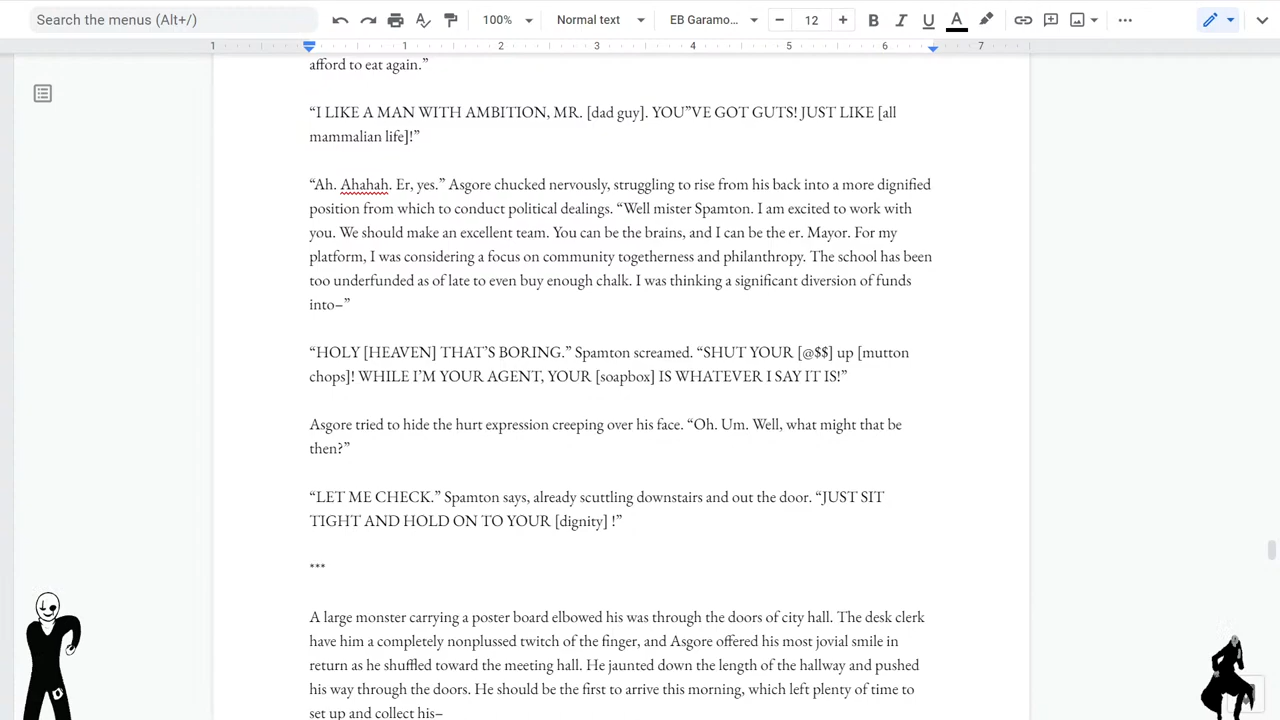 Search the menus (Alt+/)
100%
Normal text
EB Garamo...
12
B I U A
1 1 2 3 4 5 6 7
afford to eat again.”
“I LIKE A MAN WITH AMBITION, MR. [dad guy]. YOU”VE GOT GUTS! JUST LIKE [all
mammalian life]!”
“Ah. Ahahah. Er, yes.” Asgore chucked nervously, struggling to rise from his back into a more dignified
position from which to conduct political dealings. “Well mister Spamton. I am excited to work with
you. We should make an excellent team. You can be the brains, and I can be the er. Mayor. For my
platform, I was considering a focus on community togetherness and philanthropy. The school has been
too underfunded as of late to even buy enough chalk. I was thinking a significant diversion of funds
into–”
“HOLY [HEAVEN] THAT’S BORING.” Spamton screamed. “SHUT YOUR [@$$] up [mutton
chops]! WHILE I’M YOUR AGENT, YOUR [soapbox] IS WHATEVER I SAY IT IS!”
Asgore tried to hide the hurt expression creeping over his face. “Oh. Um. Well, what might that be
then?”
“LET ME CHECK.” Spamton says, already scuttling downstairs and out the door. “JUST SIT
TIGHT AND HOLD ON TO YOUR [dignity] !”
***
A large monster carrying a poster board elbowed his was through the doors of city hall. The desk clerk
have him a completely nonplussed twitch of the finger, and Asgore offered his most jovial smile in
return as he shuffled toward the meeting hall. He jaunted down the length of the hallway and pushed
his way through the doors. He should be the first to arrive this morning, which left plenty of time to
set up and collect his–